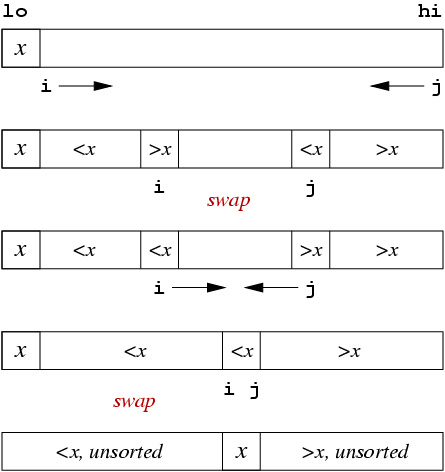 lo hi
x
i j
x <x >x <x >x
i j
swap
x <x <x >x >x
i j
x <x <x >x
i j
swap
<x, unsorted x >x, unsorted